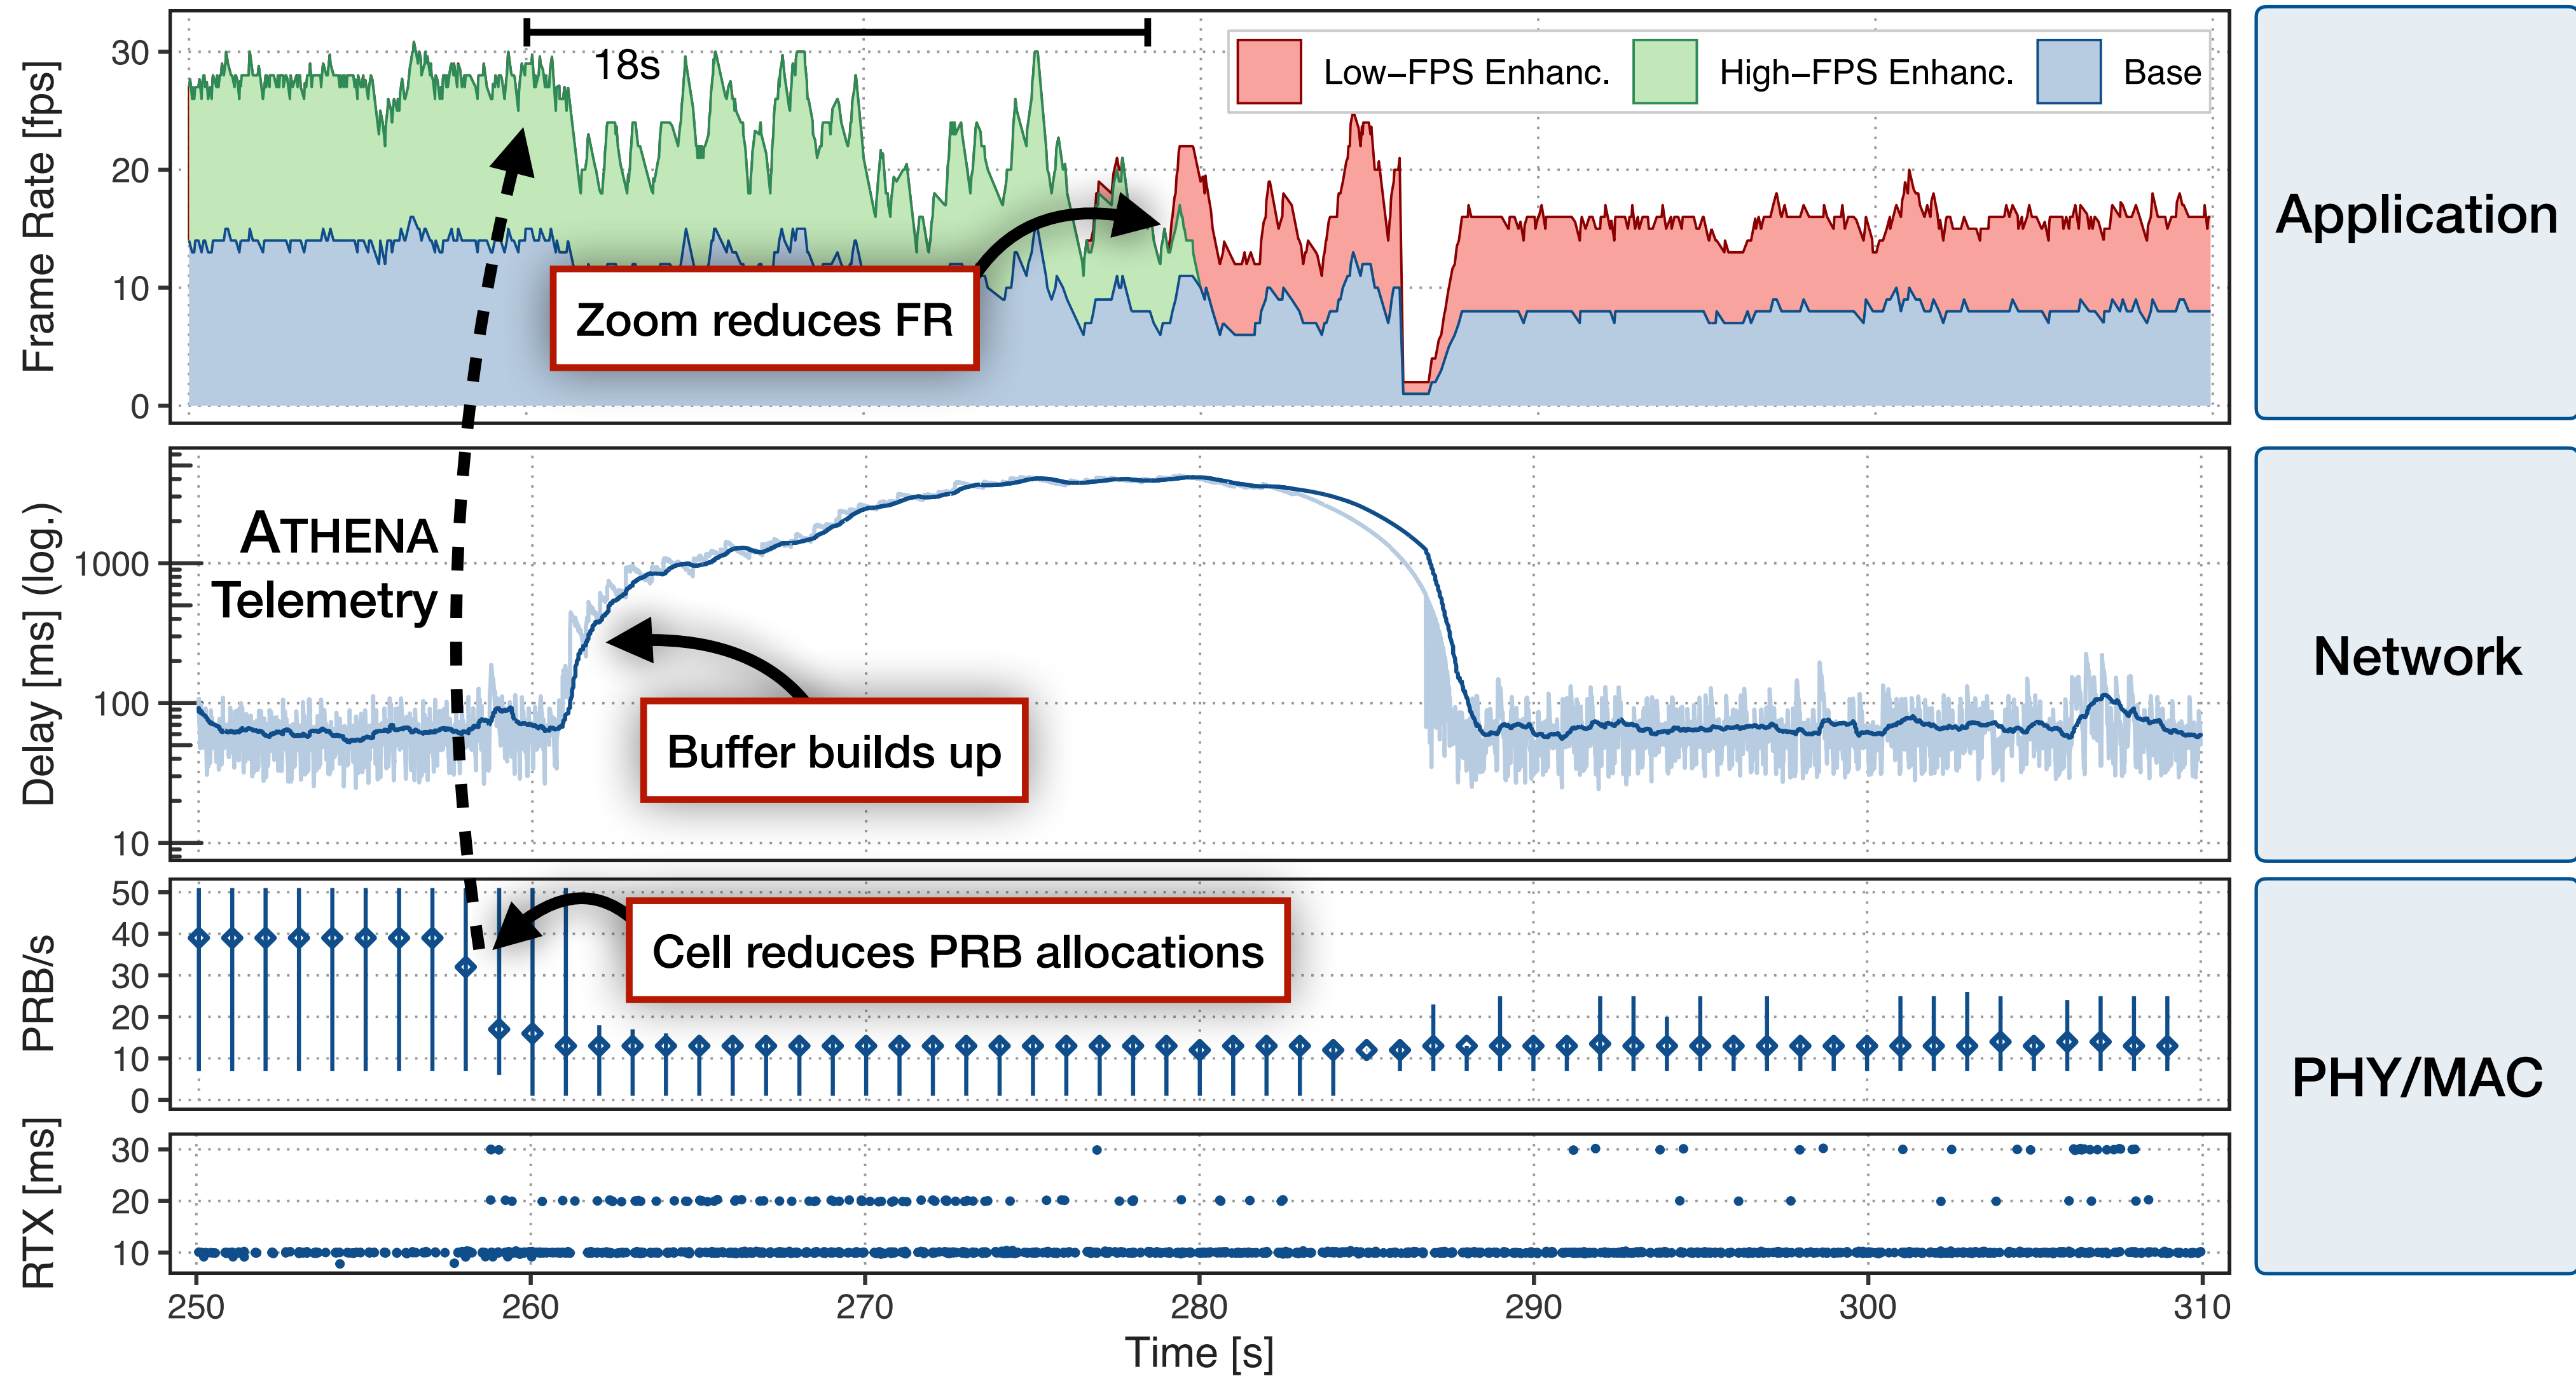 Frame Rate [fps]
30
20
10
0
18s
Low–FPS Enhanc.
High–FPS Enhanc.
Base
Zoom reduces FR
Application
Delay [ms] (log.)
1000
100
10
ATHENA
Telemetry
Buffer builds up
Network
PRB/s
50
40
30
20
10
0
Cell reduces PRB allocations
PHY/MAC
RTX [ms]
30
20
10
250 260 270 280 290 300 310
Time [s]